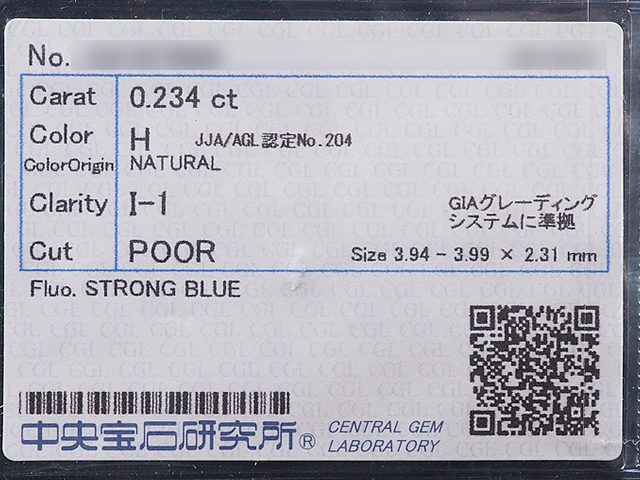 No.
Carat 0.234 ct
Color H JJA/AGL認定No.204
ColorOrigin NATURAL
Clarity I-1 GIAグレーディング
システムに準拠
Cut POOR Size 3.94 - 3.99 × 2.31 mm
Fluo. STRONG BLUE
中央宝石研究所® CENTRAL GEM
LABORATORY